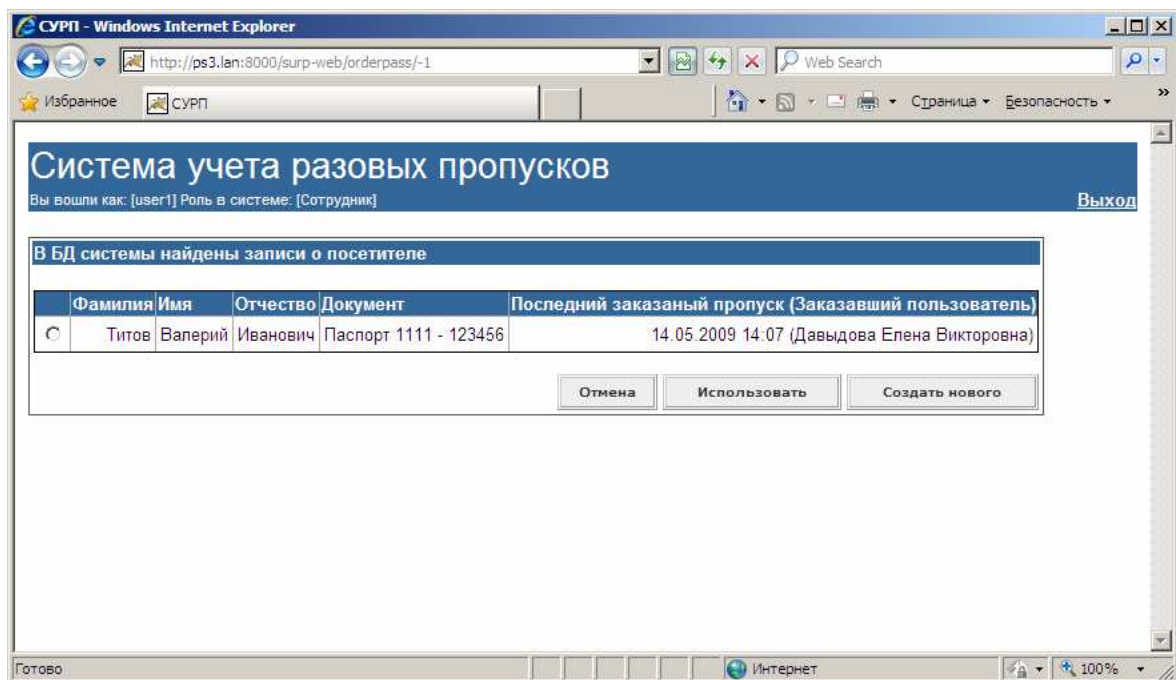 СУРП - Windows Internet Explorer
http://ps3.lan:8000/surp-web/orderpass/-1
Web Search
Избранное
СУРП
Страница
Безопасность
»
Система учета разовых пропусков
Вы вошли как: [user1] Роль в системе: [Сотрудник]
Выход
В БД системы найдены записи о посетителе
Фамилия Имя Отчество Документ Последний заказаный пропуск (Заказавший пользователь)
Титов Валерий Иванович Паспорт 1111 - 123456 14.05.2009 14:07 (Давыдова Елена Викторовна)
Отмена Использовать Создать нового
Готово Интернет 100%